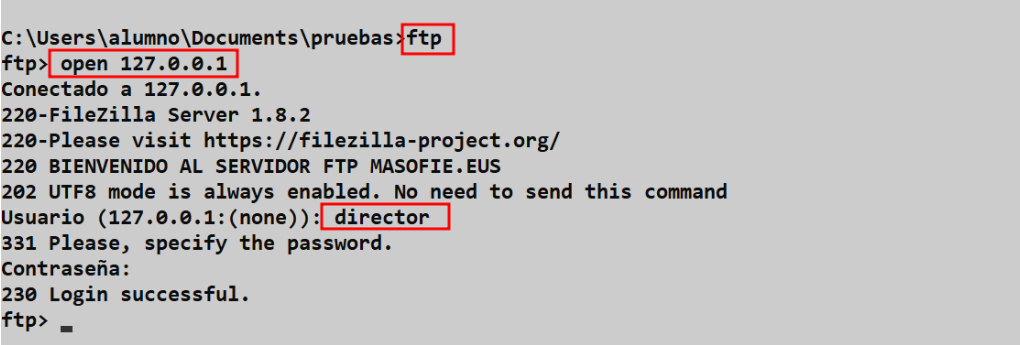 C:\Users\alumno\Documents\pruebas>ftp
ftp> open 127.0.0.1
Conectado a 127.0.0.1.
220-FileZilla Server 1.8.2
220-Please visit https://filezilla-project.org/
220 BIENVENIDO AL SERVIDOR FTP MASOFIE.EUS
202 UTF8 mode is always enabled. No need to send this command
Usuario (127.0.0.1:(none)): director
331 Please, specify the password.
Contraseña:
230 Login successful.
ftp>